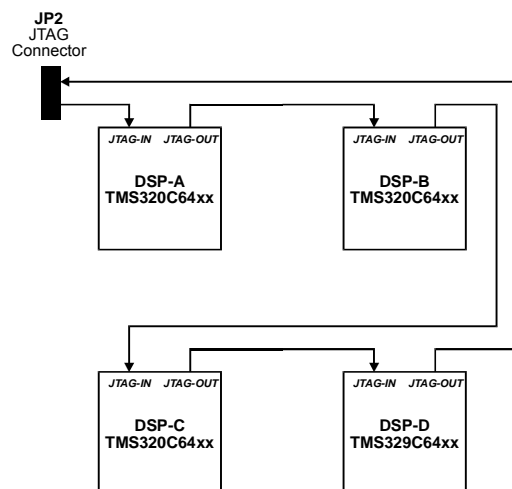 JP2
JTAG
Connector
JTAG-IN JTAG-OUT
DSP-A
TMS320C64xx
JTAG-IN JTAG-OUT
DSP-B
TMS320C64xx
JTAG-IN JTAG-OUT
DSP-C
TMS320C64xx
JTAG-IN JTAG-OUT
DSP-D
TMS329C64xx